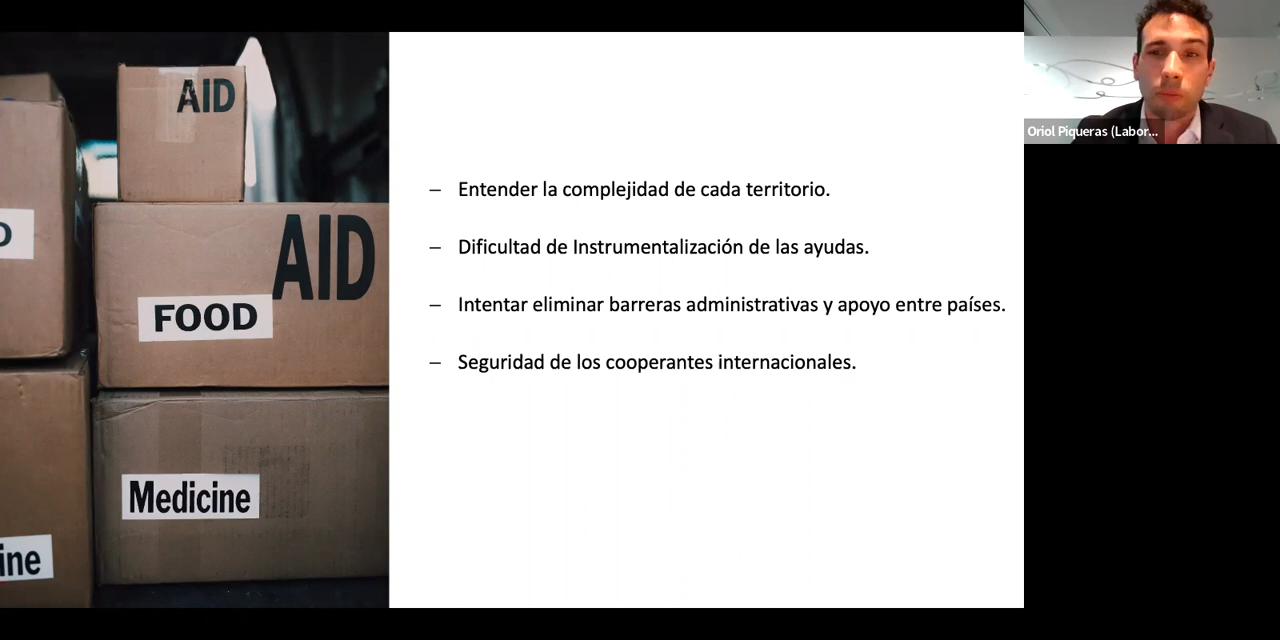 AID
AID
FOOD
D
Medicine
ine
– Entender la complejidad de cada territorio.
– Dificultad de Instrumentalización de las ayudas.
– Intentar eliminar barreras administrativas y apoyo entre países.
– Seguridad de los cooperantes internacionales.
Oriol Piqueras (Labor...